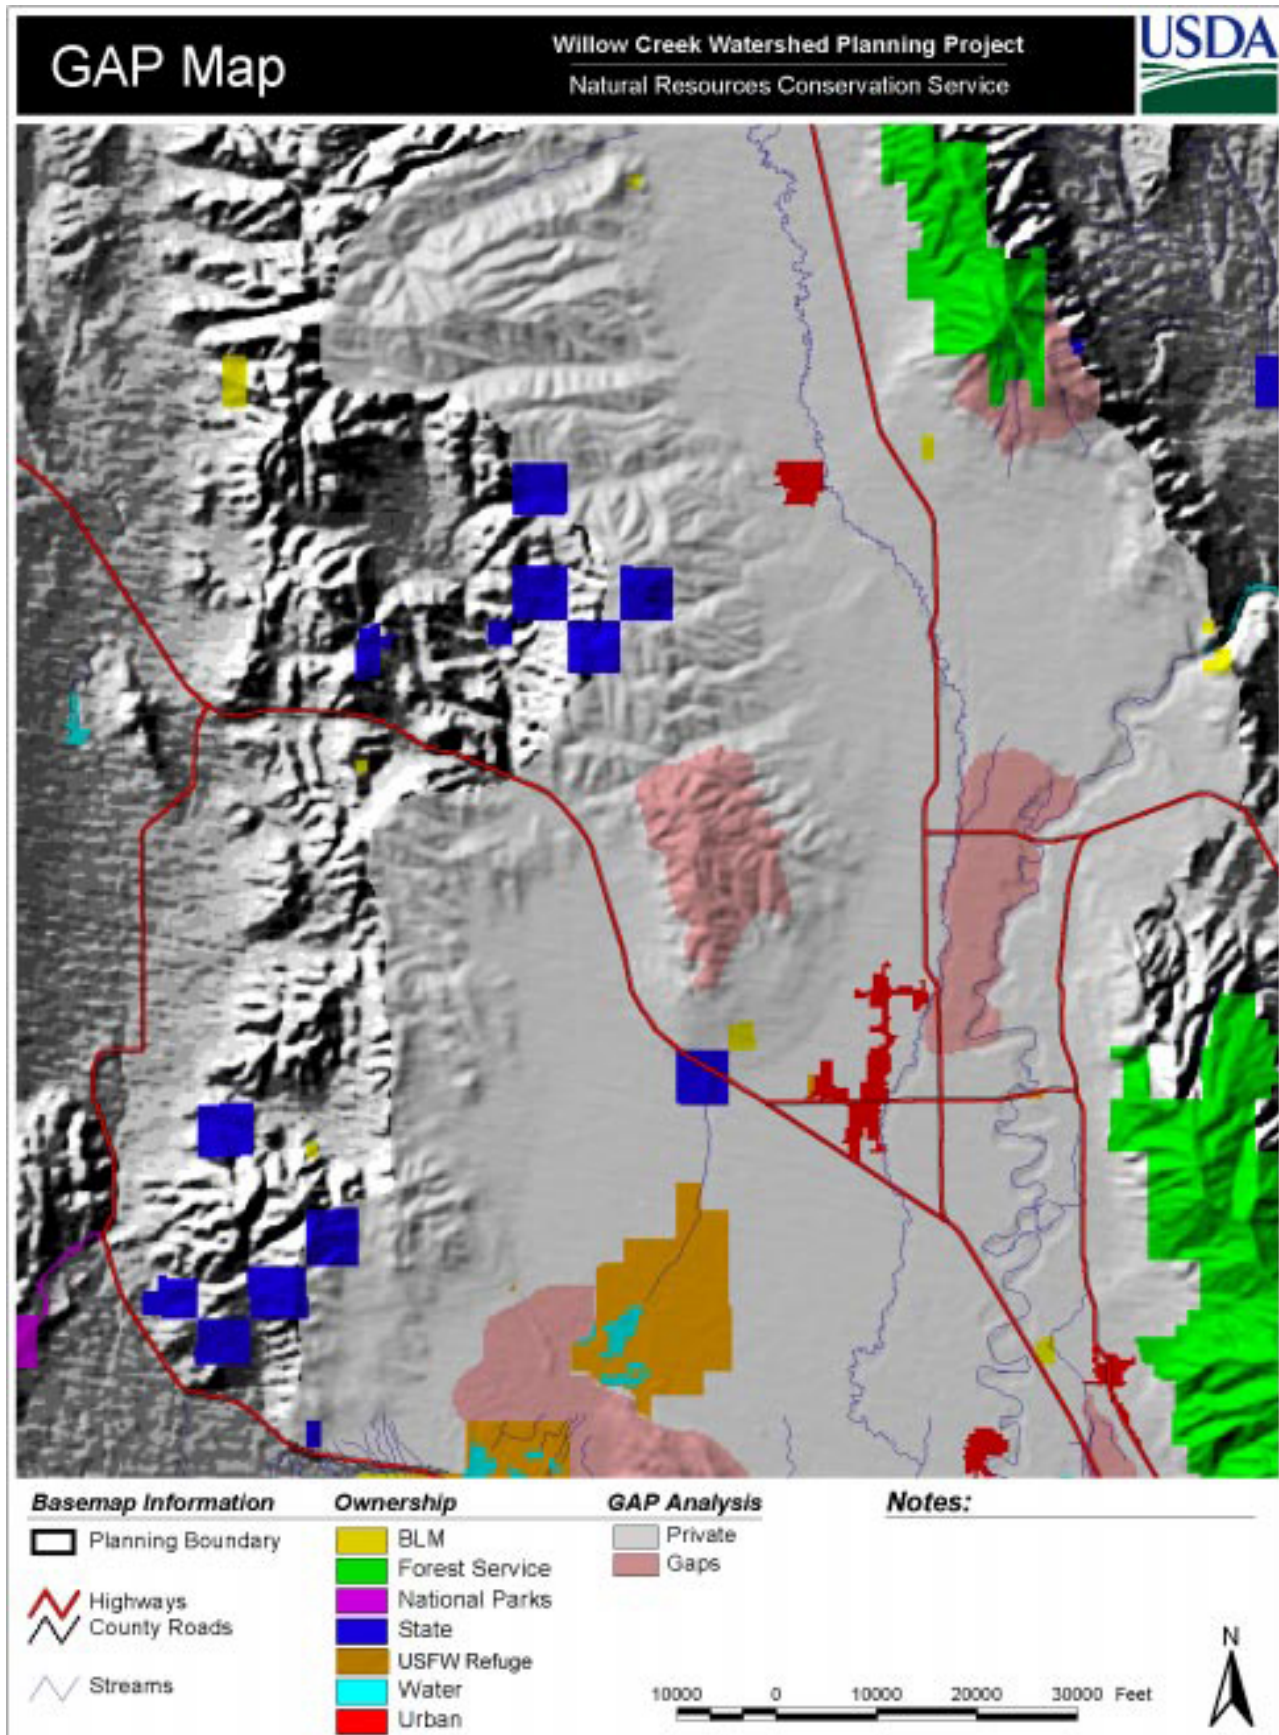 GAP Map
Willow Creek Watershed Planning Project
Natural Resources Conservation Service
USDA
Basemap Information
Planning Boundary
Highways
County Roads
Streams
Ownership
BLM
Forest Service
National Parks
State
USFW Refuge
Water
Urban
GAP Analysis
Private
Gaps
Notes:
N
10000 0 10000 20000 30000 Feet